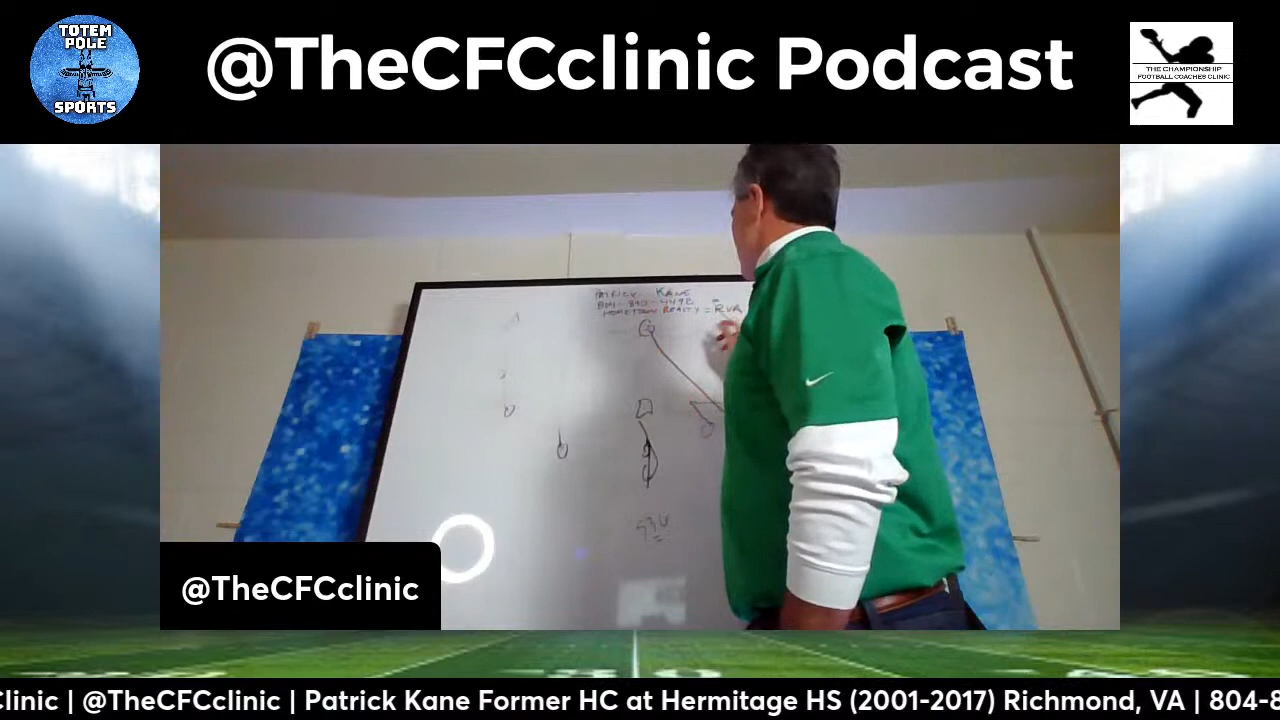 TOTEM
POLE
SPORTS
@TheCFCclinic Podcast
THE CHAMPIONSHIP
FOOTBALL COACHES CLINIC
PATRICK KANE
HOMETOWN REALTY = RVA
530
@TheCFCclinic
Clinic | @TheCFCclinic | Patrick Kane Former HC at Hermitage HS (2001-2017) Richmond, VA | 804-8